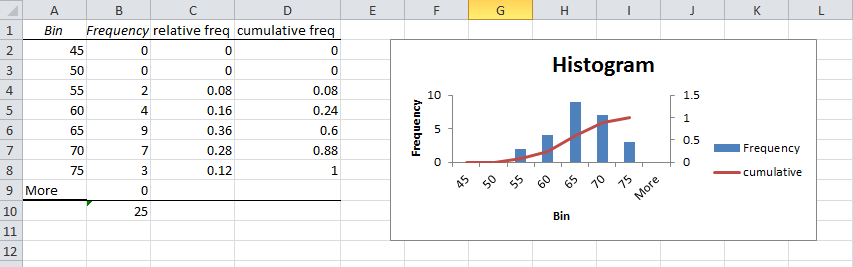 A B C D E F G H I J K L
1 Bin Frequency relative freq cumulative freq
2 45 0 0 0
3 50 0 0 0
4 55 2 0.08 0.08
5 60 4 0.16 0.24
6 65 9 0.36 0.6
7 70 7 0.28 0.88
8 75 3 0.12 1
9 More 0
10 25
11
12
Histogram
Frequency
10
5
0
1.5
1
0.5
0
45 50 55 60 65 70 75 More
Bin
Frequency
cumulative